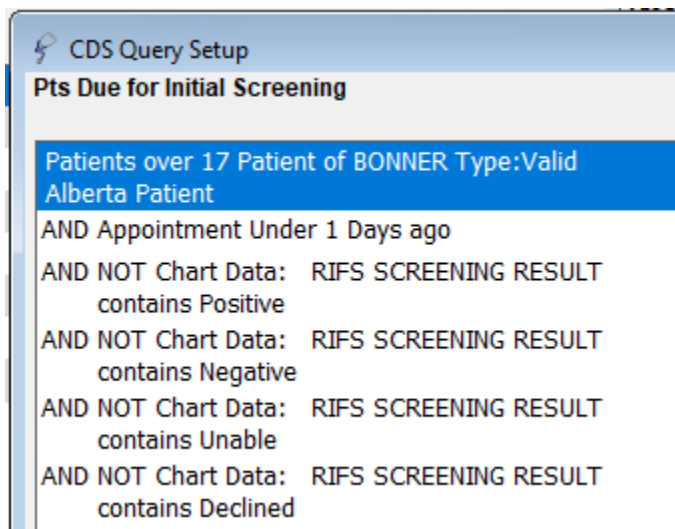 CDS Query Setup
Pts Due for Initial Screening
Patients over 17 Patient of BONNER Type:Valid
Alberta Patient
AND Appointment Under 1 Days ago
AND NOT Chart Data: RIFS SCREENING RESULT
contains Positive
AND NOT Chart Data: RIFS SCREENING RESULT
contains Negative
AND NOT Chart Data: RIFS SCREENING RESULT
contains Unable
AND NOT Chart Data: RIFS SCREENING RESULT
contains Declined